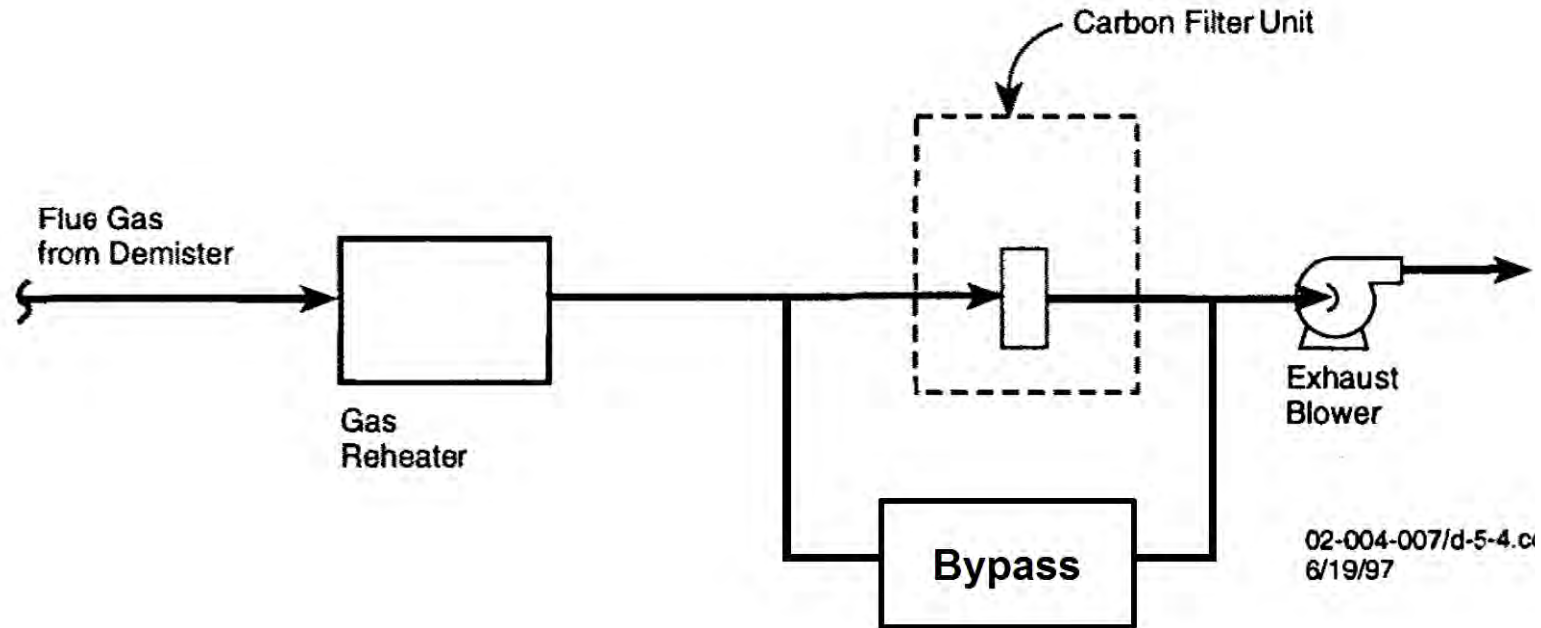 Carbon Filter Unit
Flue Gas
from Demister
Gas
Reheater
Exhaust
Blower
Bypass
02-004-007/d-5-4.c
6/19/97